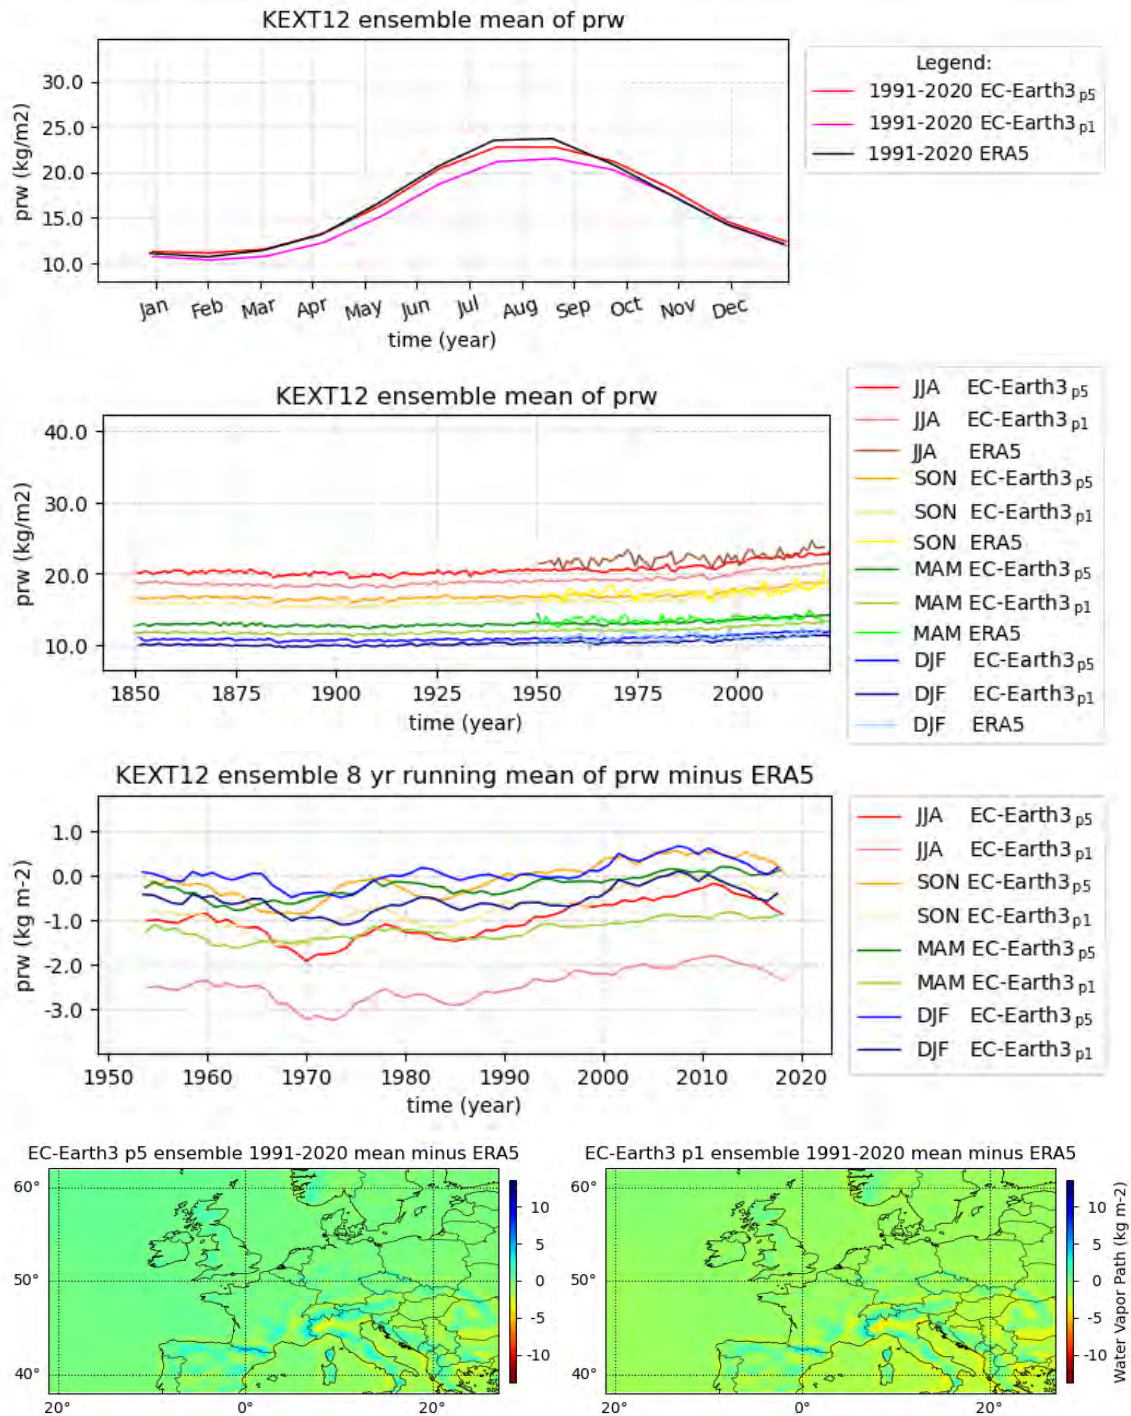 KEXT12 ensemble mean of prw
30.0
25.0
20.0
15.0
10.0
prw (kg/m2)
Jan Feb Mar Apr May Jun Jul Aug Sep Oct Nov Dec
time (year)
Legend:
1991-2020 EC-Earth3 p5
1991-2020 EC-Earth3 p1
1991-2020 ERA5
KEXT12 ensemble mean of prw
40.0
30.0
20.0
10.0
prw (kg/m2)
1850 1875 1900 1925 1950 1975 2000
time (year)
JJA EC-Earth3 p5
JJA EC-Earth3 p1
JJA ERA5
SON EC-Earth3 p5
SON EC-Earth3 p1
SON ERA5
MAM EC-Earth3 p5
MAM EC-Earth3 p1
MAM ERA5
DJF EC-Earth3 p5
DJF EC-Earth3 p1
DJF ERA5
KEXT12 ensemble 8 yr running mean of prw minus ERA5
1.0
0.0
-1.0
-2.0
-3.0
prw (kg m-2)
1950 1960 1970 1980 1990 2000 2010 2020
time (year)
JJA EC-Earth3 p5
JJA EC-Earth3 p1
SON EC-Earth3 p5
SON EC-Earth3 p1
MAM EC-Earth3 p5
MAM EC-Earth3 p1
DJF EC-Earth3 p5
DJF EC-Earth3 p1
EC-Earth3 p5 ensemble 1991-2020 mean minus ERA5
60°
50°
40°
20° 0° 20°
10
5
0
-5
-10
EC-Earth3 p1 ensemble 1991-2020 mean minus ERA5
60°
50°
40°
20° 0° 20°
10
5
0
-5
-10
Water Vapor Path (kg m-2)